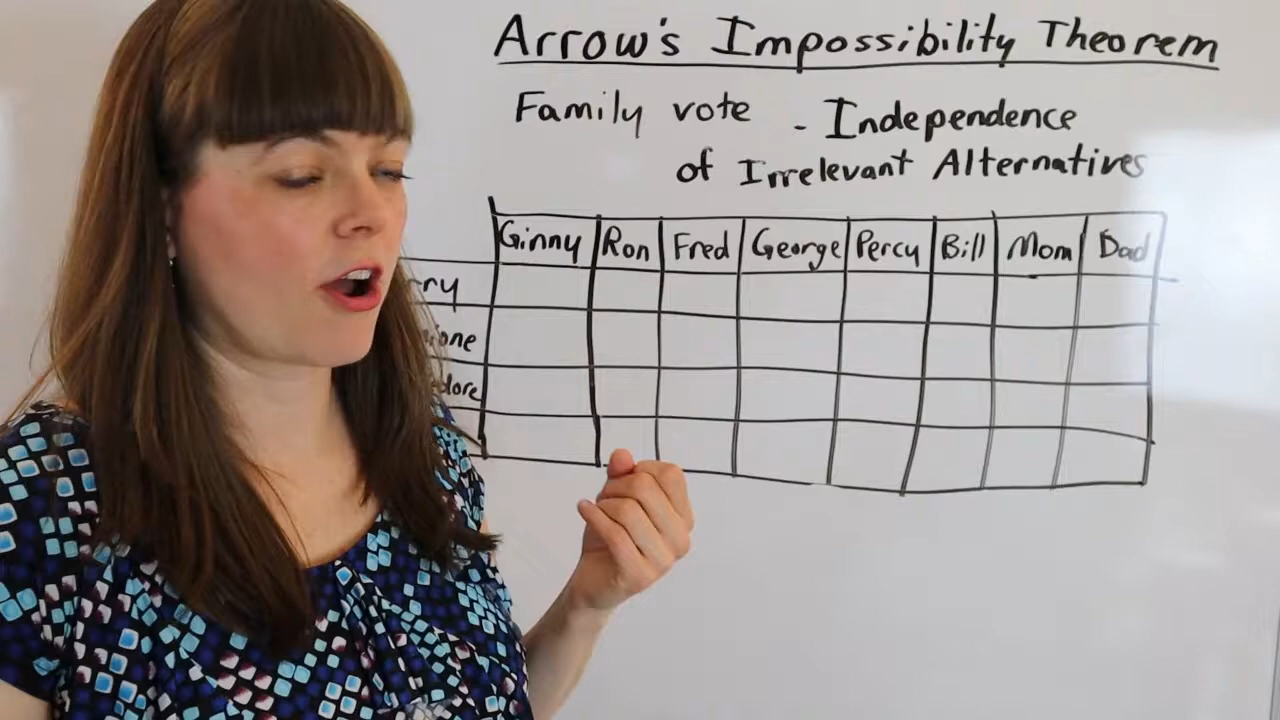 Arrow's Impossibility Theorem
Family vote - Independence
of Irrelevant Alternatives
Ginny Ron Fred George Percy Bill Mom Dad